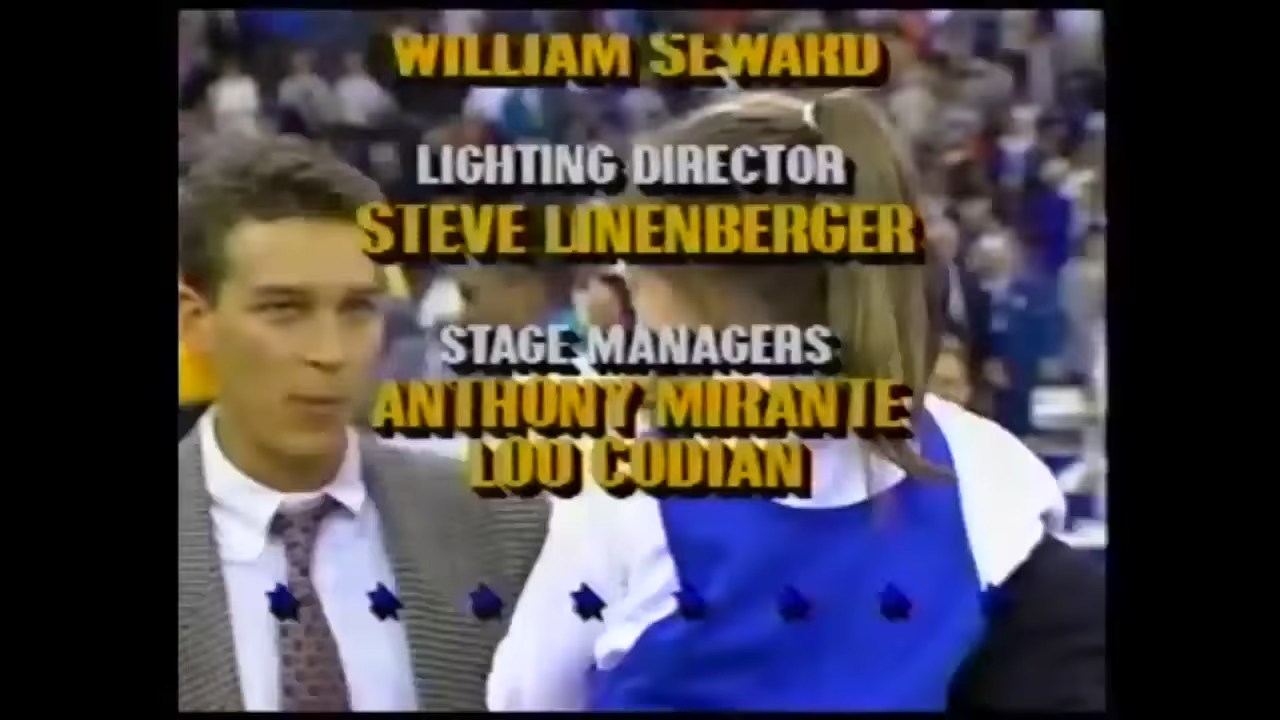 WILLIAM SEWARD
LIGHTING DIRECTOR
STEVE LINENBERGER
STAGE MANAGERS
ANTHONY MIRANTE
LOU CODIAN